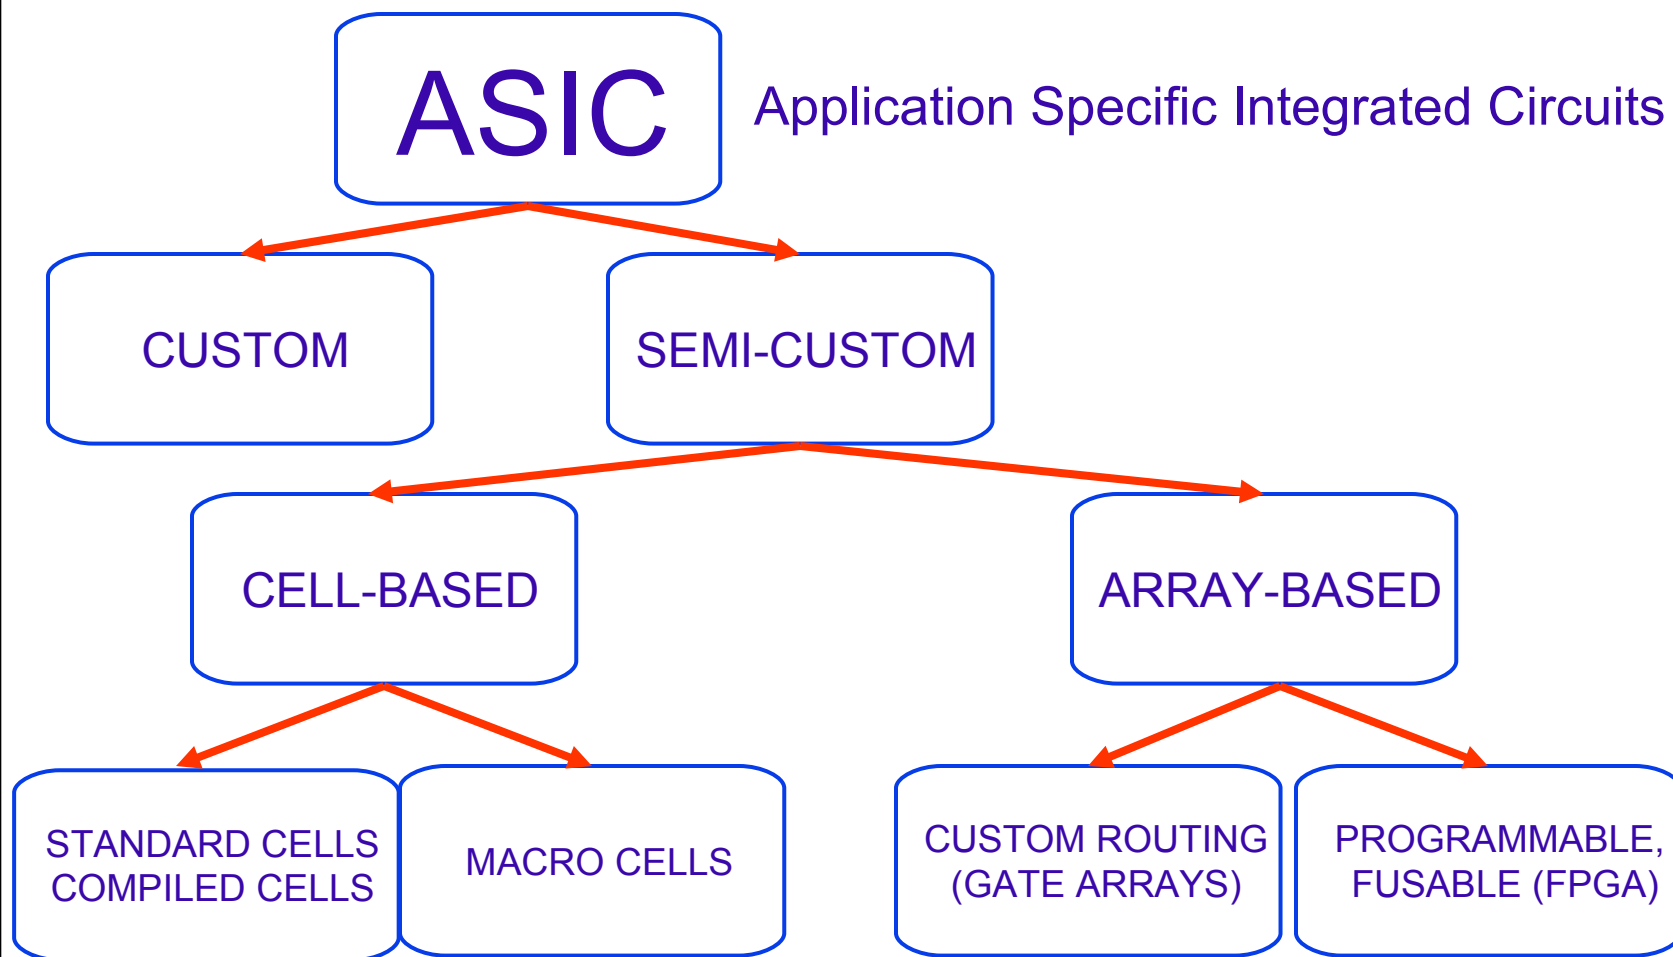 ASIC
Application Specific Integrated Circuits
CUSTOM
SEMI-CUSTOM
CELL-BASED
ARRAY-BASED
STANDARD CELLS
COMPILED CELLS
MACRO CELLS
CUSTOM ROUTING
(GATE ARRAYS)
PROGRAMMABLE,
FUSABLE (FPGA)